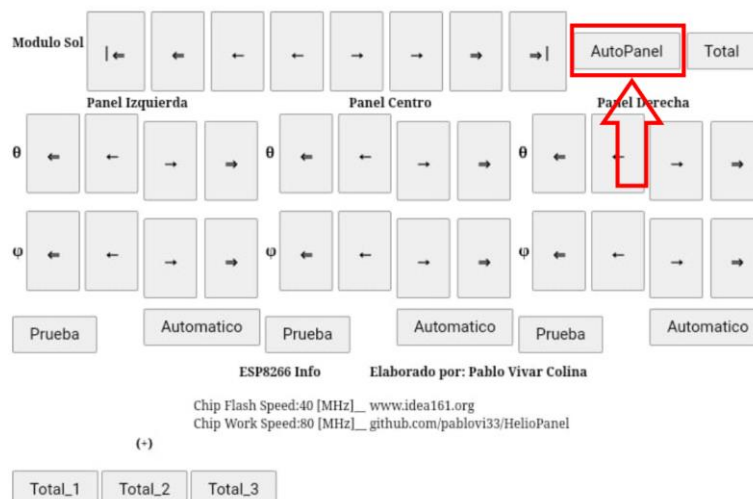 Modulo Sol |⇐ ⇐ ← ← → → ⇒ ⇒| AutoPanel Total
Panel Izquierda Panel Centro Panel Derecha
θ ⇐ ← → ⇒ θ ⇐ ← → ⇒ θ ⇐ ← → ⇒
φ ⇐ ← → ⇒ φ ⇐ ← → ⇒ φ ⇐ ← → ⇒
Prueba Automatico Prueba Automatico Prueba Automatico
ESP8266 Info Elaborado por: Pablo Vivar Colina
Chip Flash Speed:40 [MHz]__ www.idea161.org
Chip Work Speed:80 [MHz]__ github.com/pablovi33/HelioPanel
(+)
Total_1 Total_2 Total_3